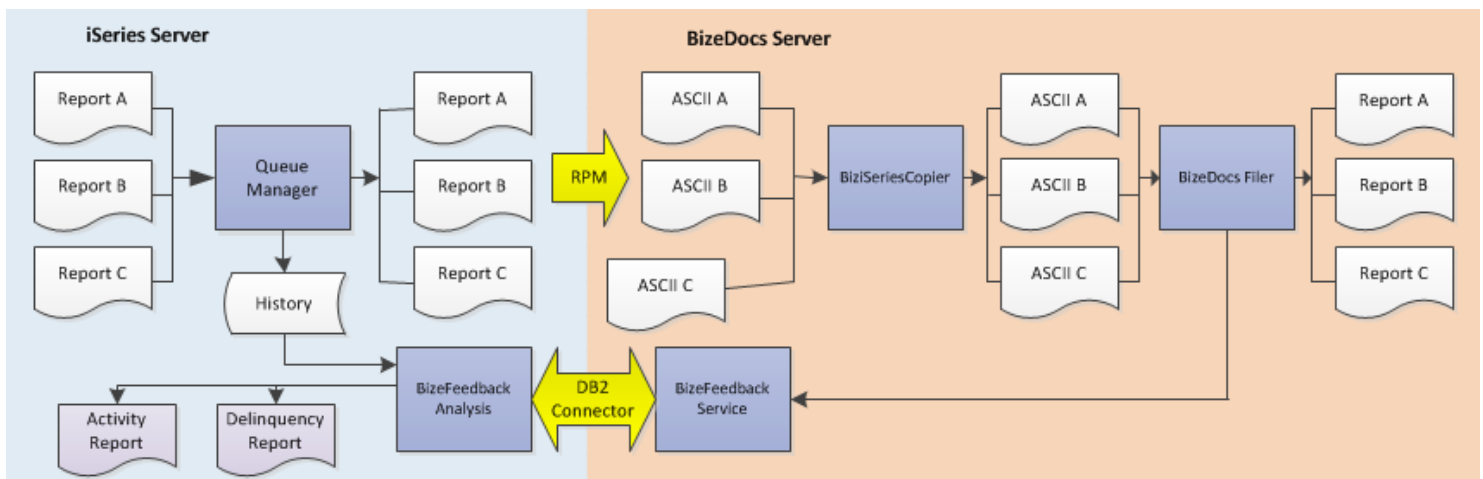 iSeries Server
BizeDocs Server
Report A
Report B
Report C
Queue
Manager
History
Report A
Report B
Report C
RPM
ASCII A
ASCII B
ASCII C
BiziSeriesCopier
ASCII A
ASCII B
ASCII C
BizeDocs Filer
Report A
Report B
Report C
Activity
Report
Delinquency
Report
BizeFeedback
Analysis
DB2
Connector
BizeFeedback
Service